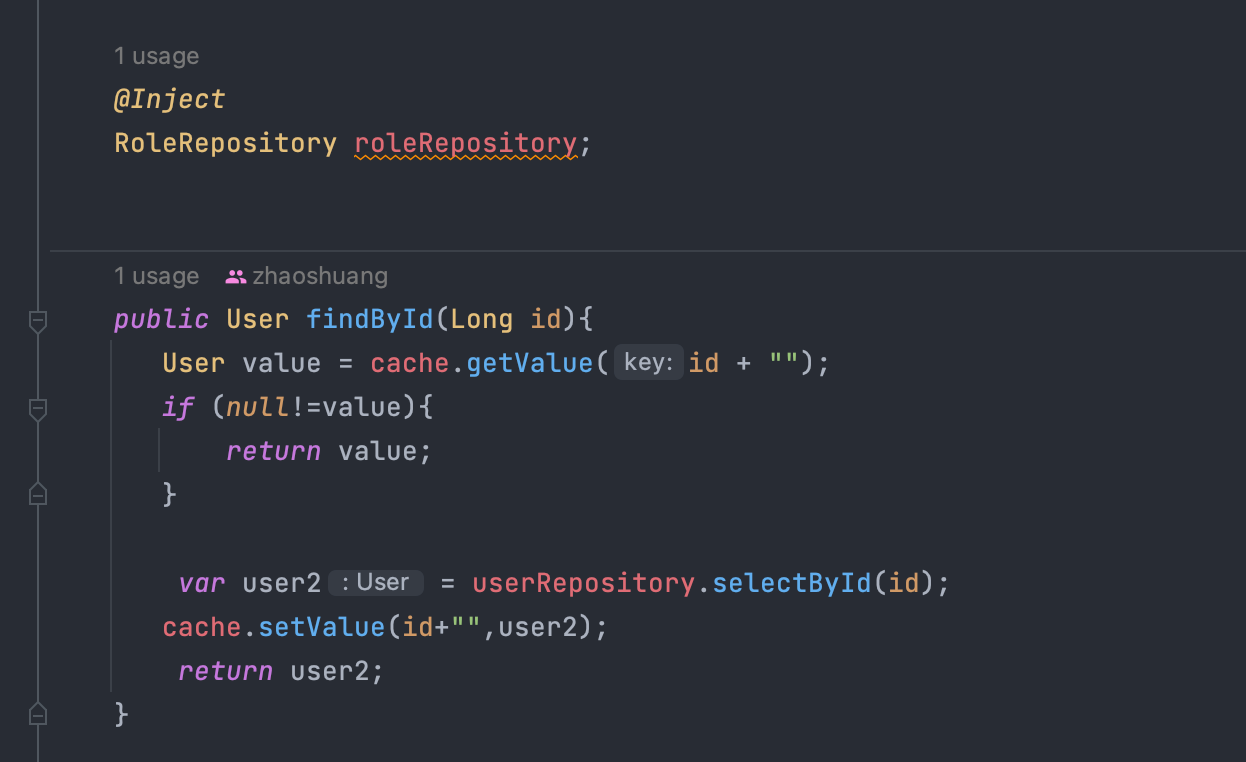 1 usage
@Inject
RoleRepository roleRepository;
1 usage zhaoshuang
public User findById(Long id){
User value = cache.getValue( key: id + "");
if (null!=value){
return value;
}
var user2 : User = userRepository.selectById(id);
cache.setValue(id+"",user2);
return user2;
}